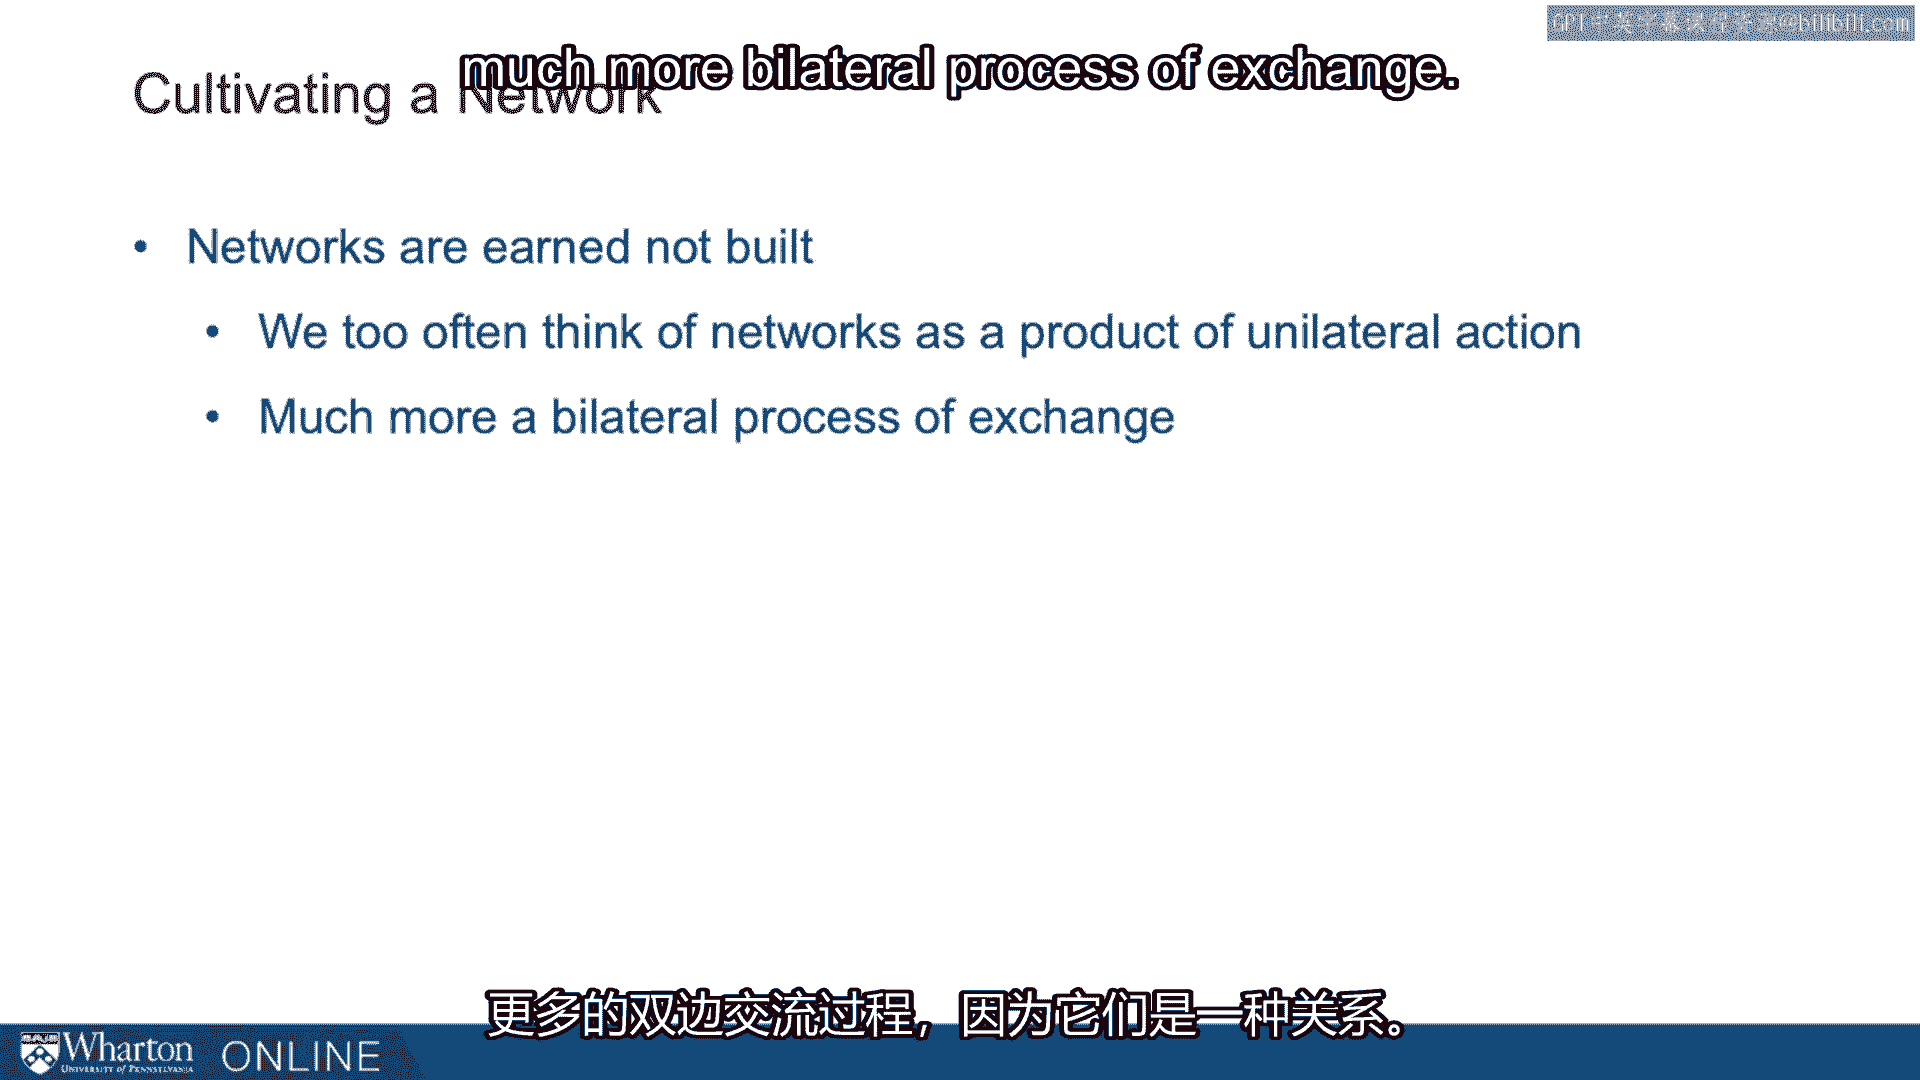 GPT中英字幕课程资源@bilibili.com
much more bilateral process of exchange.
Cultivating a Network
• Networks are earned not built
• We too often think of networks as a product of unilateral action
• Much more a bilateral process of exchange
更多的双边交流过程，因为它们是一种关系。
Wharton
UNIVERSITY of PENNSYLVANIA
ONLINE